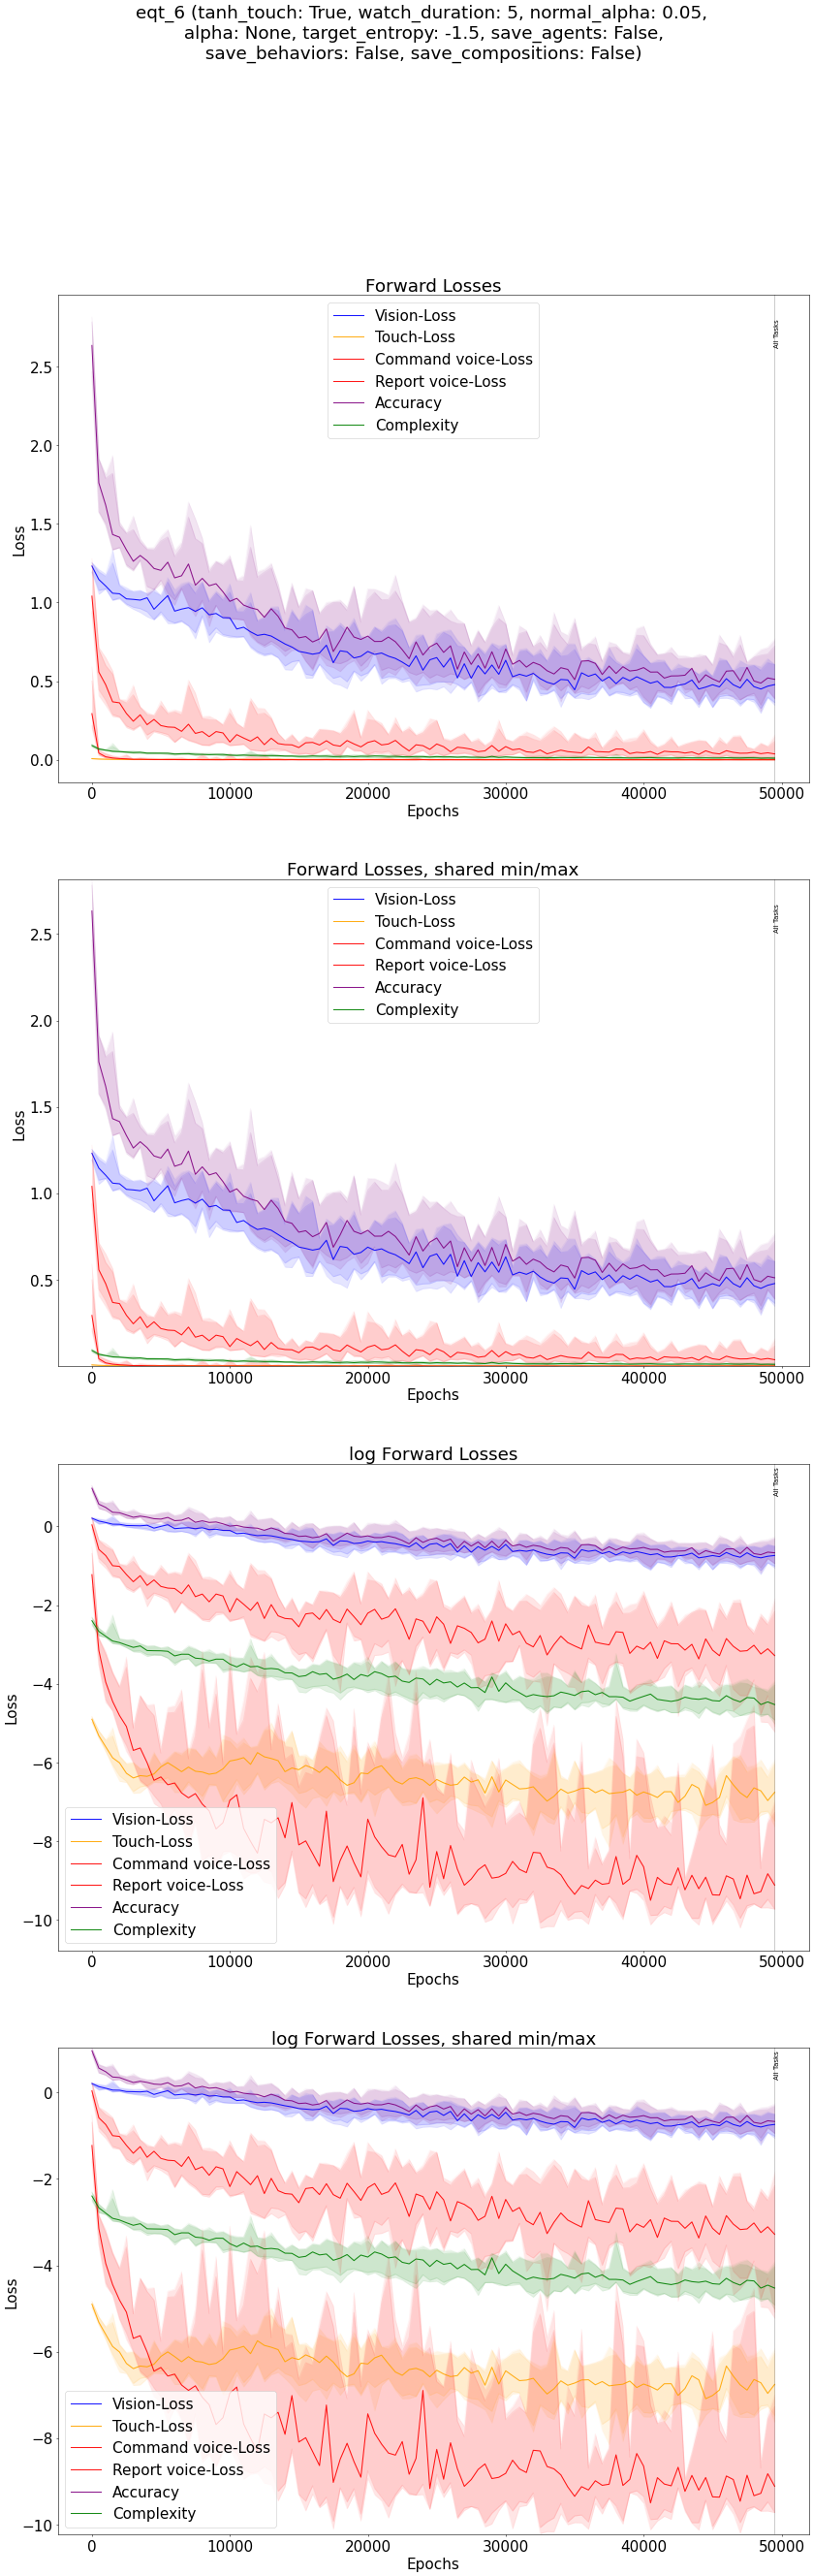 eqt_6 (tanh_touch: True, watch_duration: 5, normal_alpha: 0.05,
alpha: None, target_entropy: -1.5, save_agents: False,
save_behaviors: False, save_compositions: False)
Forward Losses
Vision-Loss
Touch-Loss
Command voice-Loss
Report voice-Loss
Accuracy
Complexity
All Tasks
2.5
2.0
1.5
1.0
0.5
0.0
Loss
0 10000 20000 30000 40000 50000
Epochs
Forward Losses, shared min/max
Vision-Loss
Touch-Loss
Command voice-Loss
Report voice-Loss
Accuracy
Complexity
All Tasks
2.5
2.0
1.5
1.0
0.5
Loss
0 10000 20000 30000 40000 50000
Epochs
log Forward Losses
All Tasks
0
−2
−4
−6
−8
−10
Loss
Vision-Loss
Touch-Loss
Command voice-Loss
Report voice-Loss
Accuracy
Complexity
0 10000 20000 30000 40000 50000
Epochs
log Forward Losses, shared min/max
All Tasks
0
−2
−4
−6
−8
−10
Loss
Vision-Loss
Touch-Loss
Command voice-Loss
Report voice-Loss
Accuracy
Complexity
0 10000 20000 30000 40000 50000
Epochs